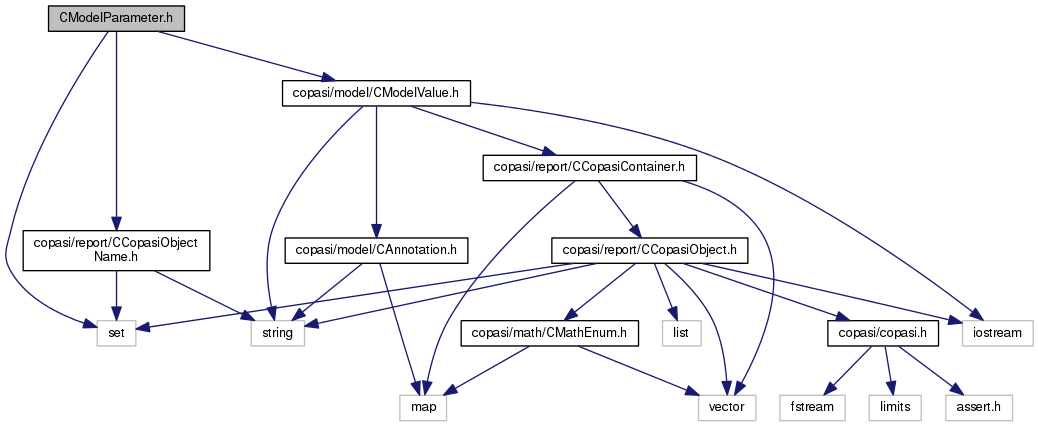 CModelParameter.h
copasi/model/CModelValue.h
copasi/report/CCopasiContainer.h
copasi/report/CCopasiObject
Name.h
copasi/model/CAnnotation.h
copasi/report/CCopasiObject.h
set
string
copasi/math/CMathEnum.h
list
copasi/copasi.h
iostream
map
vector
fstream
limits
assert.h